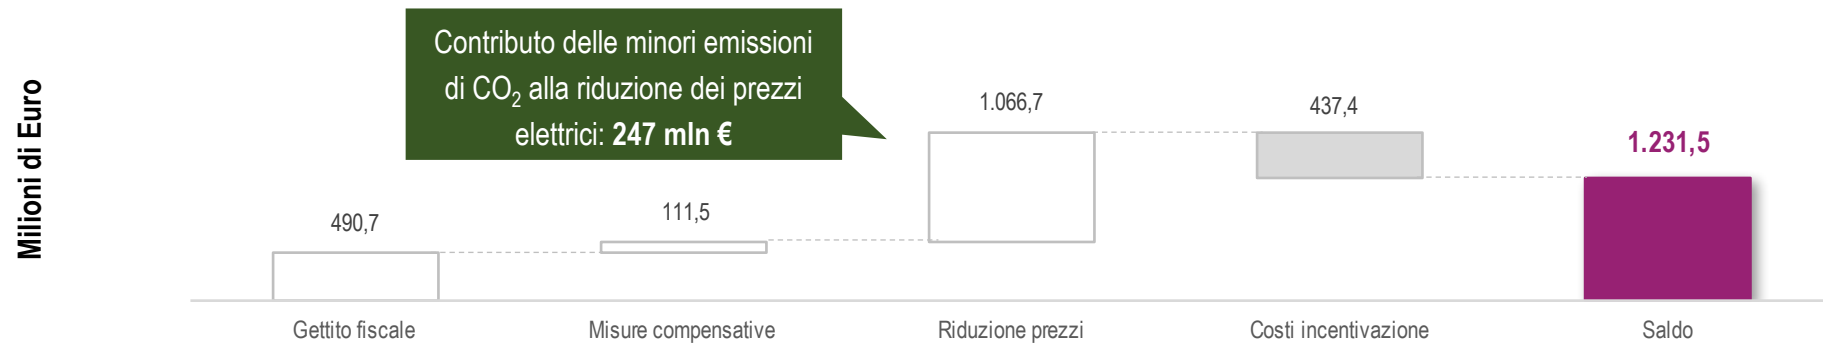 Milioni di Euro
Contributo delle minori emissioni
di CO₂ alla riduzione dei prezzi
elettrici: 247 mln €
490,7
111,5
1.066,7
437,4
1.231,5
Gettito fiscale
Misure compensative
Riduzione prezzi
Costi incentivazione
Saldo